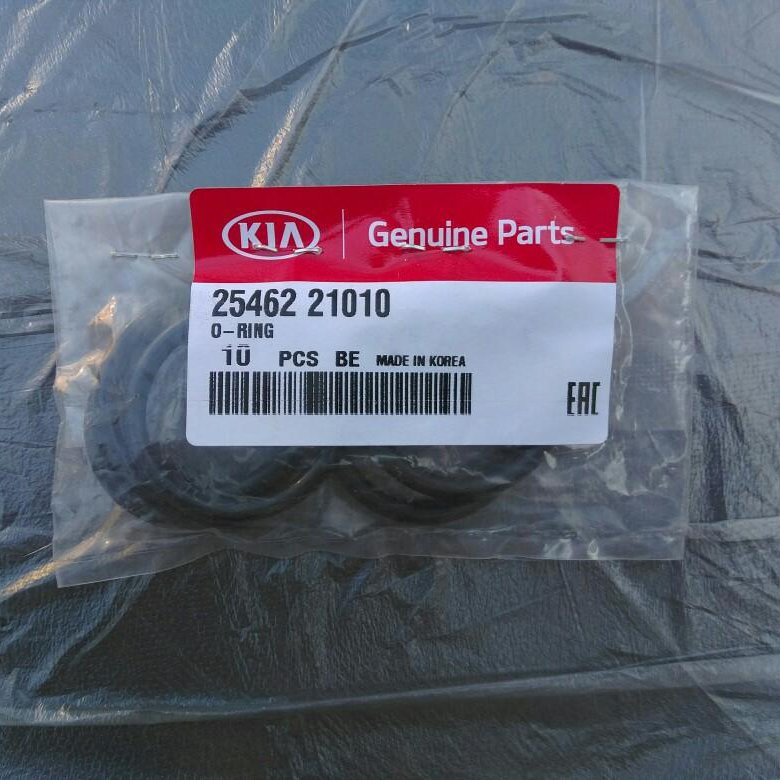 KIA Genuine Parts
25462 21010
O-RING
10 PCS BE MADE IN KOREA
EAC